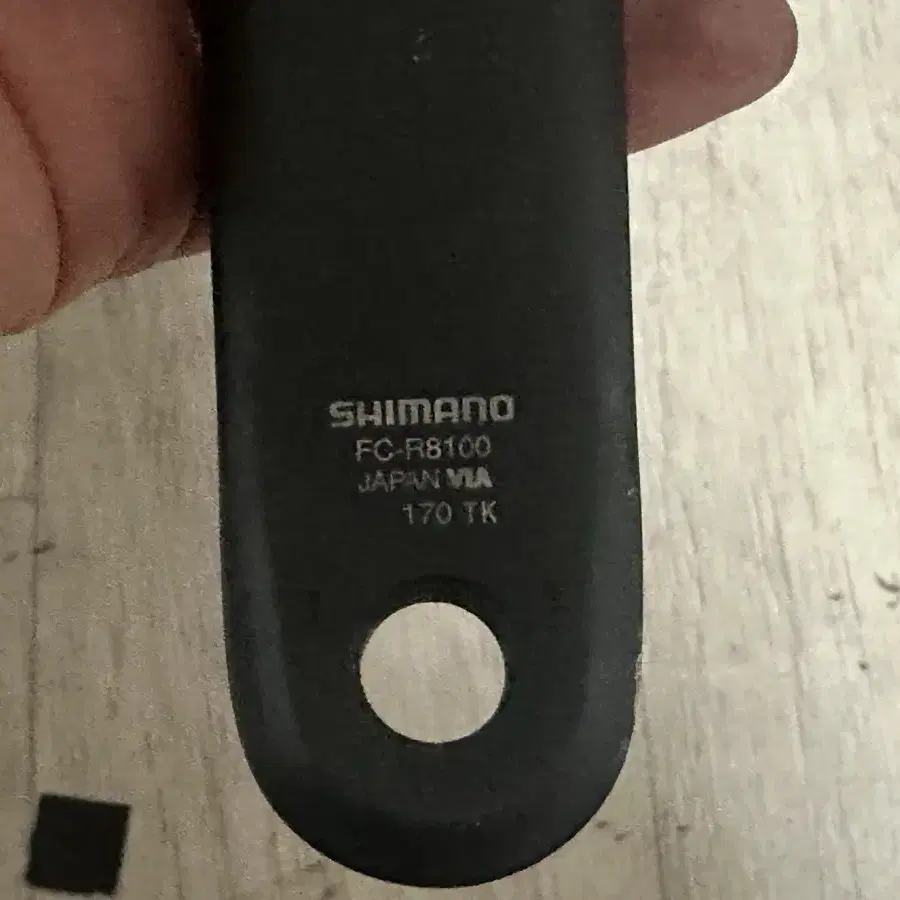 SHIMANO
FC-R8100
JAPAN VIA
170 TK